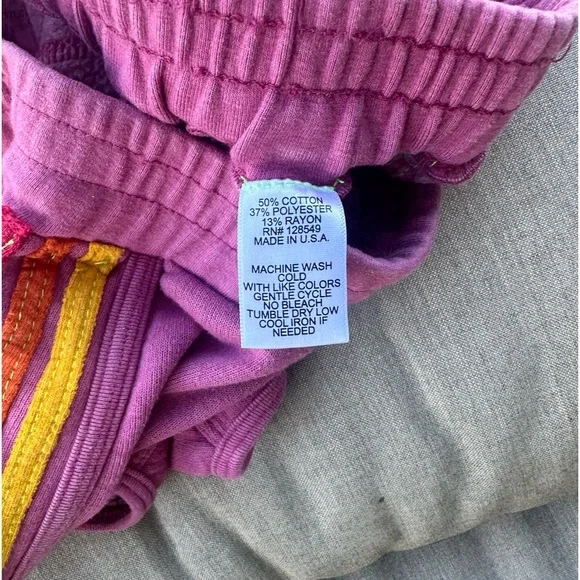 50% COTTON
37% POLYESTER
13% RAYON
RN# 128549
MADE IN U.S.A.
MACHINE WASH
COLD
WITH LIKE COLORS
GENTLE CYCLE
NO BLEACH
TUMBLE DRY LOW
COOL IRON IF
NEEDED